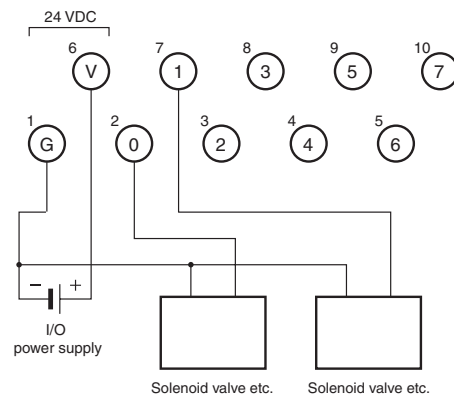 24 VDC
6 7 8 9 10
V 1 3 5 7
1 2 3 4 5
G 0 2 4 6
− +
I/O
power supply
Solenoid valve etc. Solenoid valve etc.